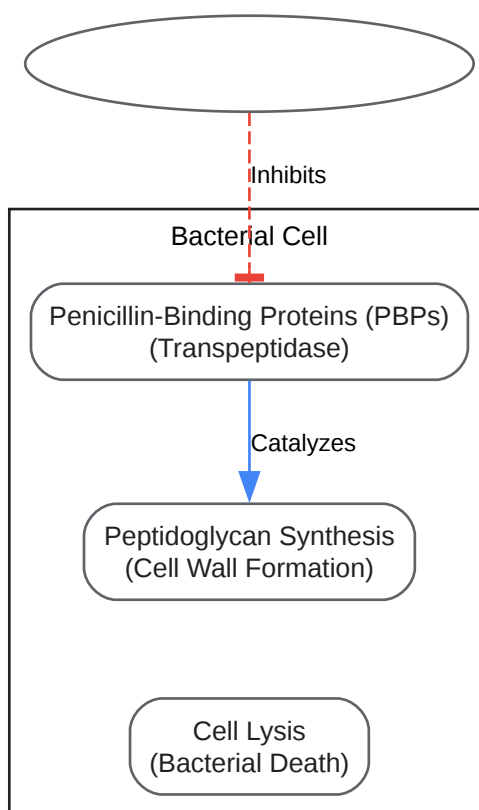 Inhibits
Bacterial Cell
Penicillin-Binding Proteins (PBPs)
(Transpeptidase)
Catalyzes
Peptidoglycan Synthesis
(Cell Wall Formation)
Cell Lysis
(Bacterial Death)